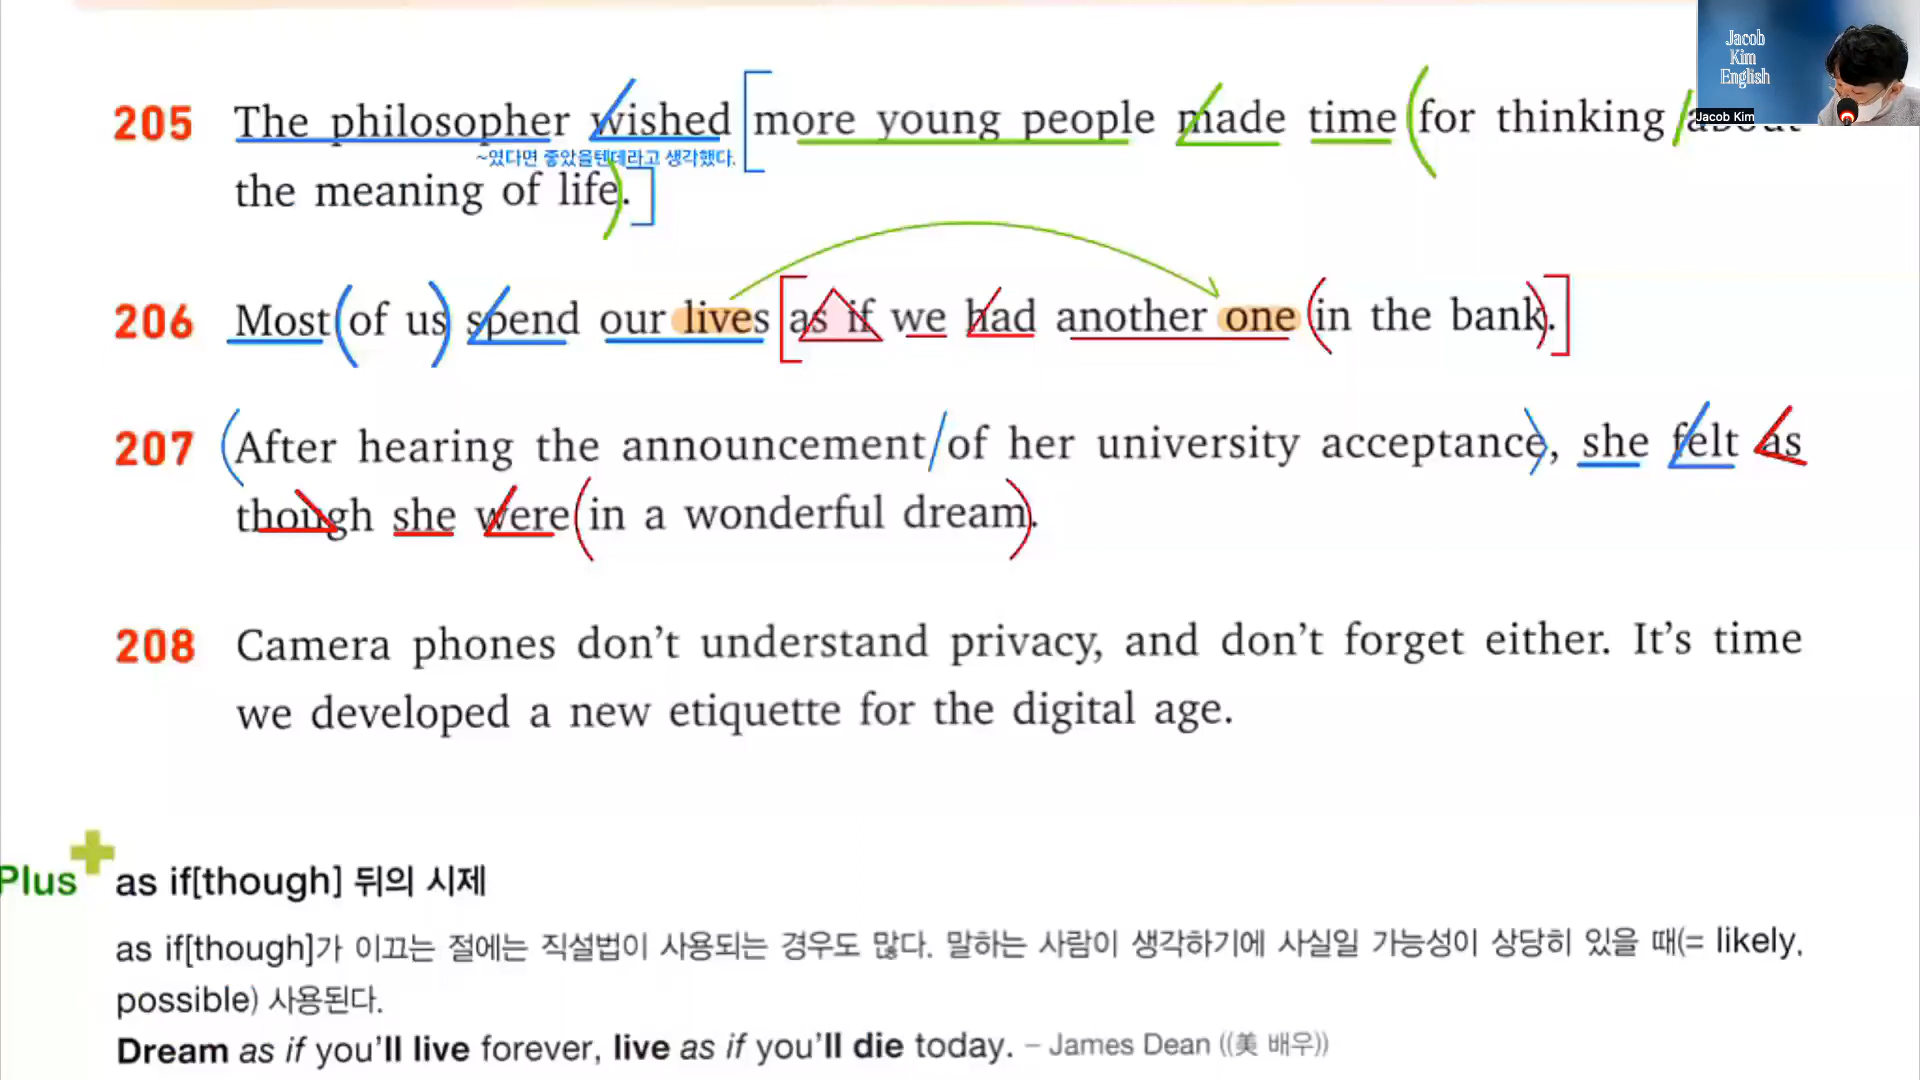 Jacob
Kim
English
Jacob Kim
205 The philosopher wished more young people made time for thinking about
~였다면 좋았을텐데라고 생각했다.
the meaning of life.
206 Most of us spend our lives as if we had another one in the bank.
207 After hearing the announcement of her university acceptance, she felt as
though she were in a wonderful dream.
208 Camera phones don't understand privacy, and don't forget either. It's time
we developed a new etiquette for the digital age.
Plus as if[though] 뒤의 시제
as if[though]가 이끄는 절에는 직설법이 사용되는 경우도 많다. 말하는 사람이 생각하기에 사실일 가능성이 상당히 있을 때(= likely,
possible) 사용된다.
Dream as if you'll live forever, live as if you'll die today. – James Dean ((美 배우))